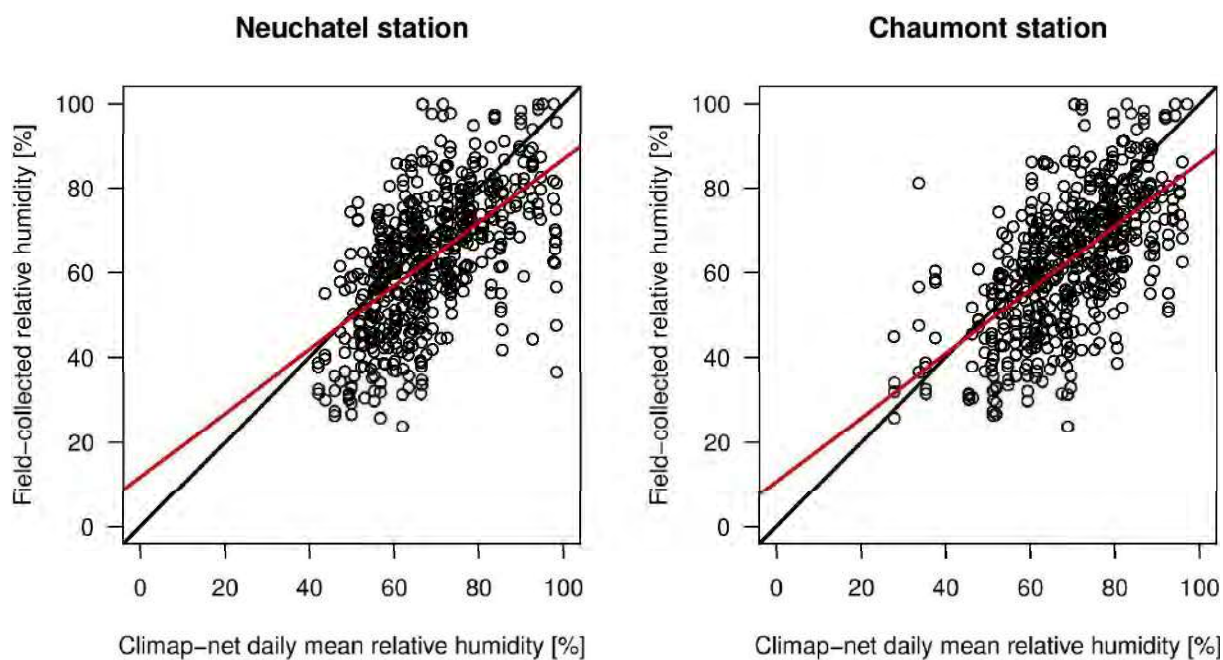 Neuchatel station
Chaumont station
Field-collected relative humidity [%]
100
80
60
40
20
0
0 20 40 60 80 100
Climap-net daily mean relative humidity [%]
Field-collected relative humidity [%]
100
80
60
40
20
0
0 20 40 60 80 100
Climap-net daily mean relative humidity [%]